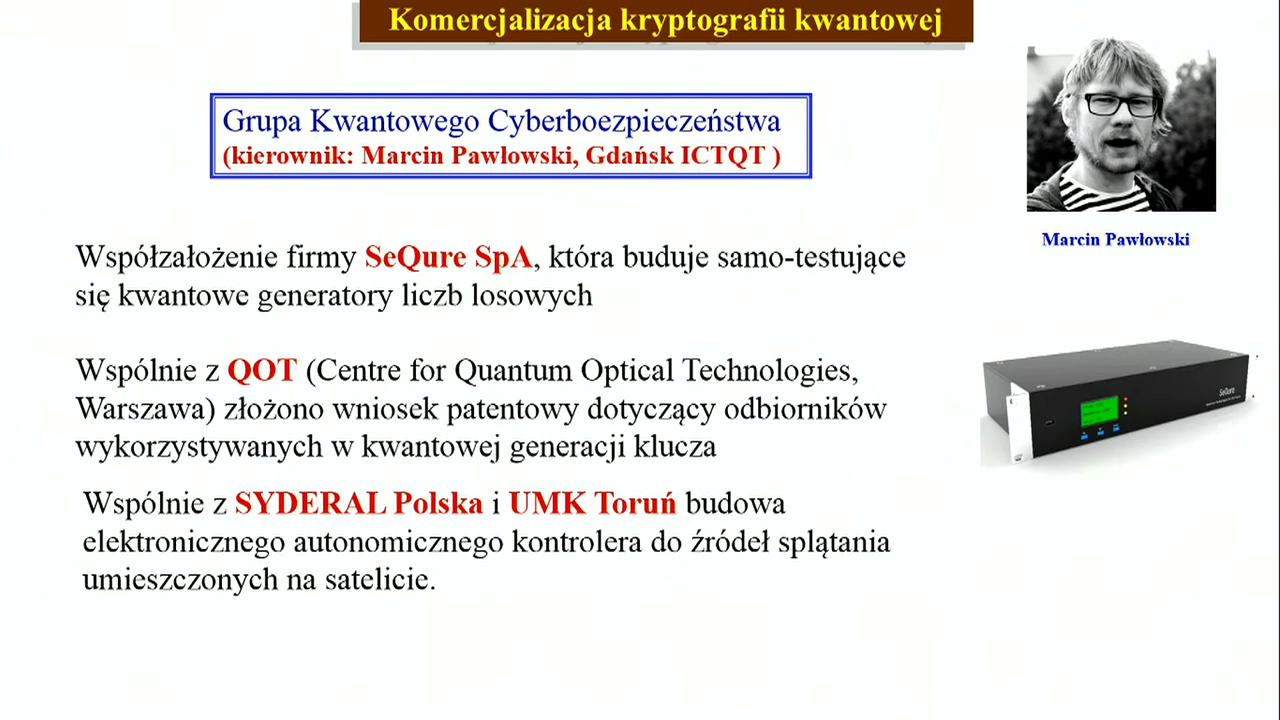 Komercjalizacja kryptografii kwantowej
Grupa Kwantowego Cyberboezpieczeństwa
(kierownik: Marcin Pawłowski, Gdańsk ICTQT )
Marcin Pawłowski
Współzałożenie firmy SeQure SpA, która buduje samo-testujące
się kwantowe generatory liczb losowych
Wspólnie z QOT (Centre for Quantum Optical Technologies,
Warszawa) złożono wniosek patentowy dotyczący odbiorników
wykorzystywanych w kwantowej generacji klucza
SeQure
Wspólnie z SYDERAL Polska i UMK Toruń budowa
elektronicznego autonomicznego kontrolera do źródeł splątania
umieszczonych na satelicie.